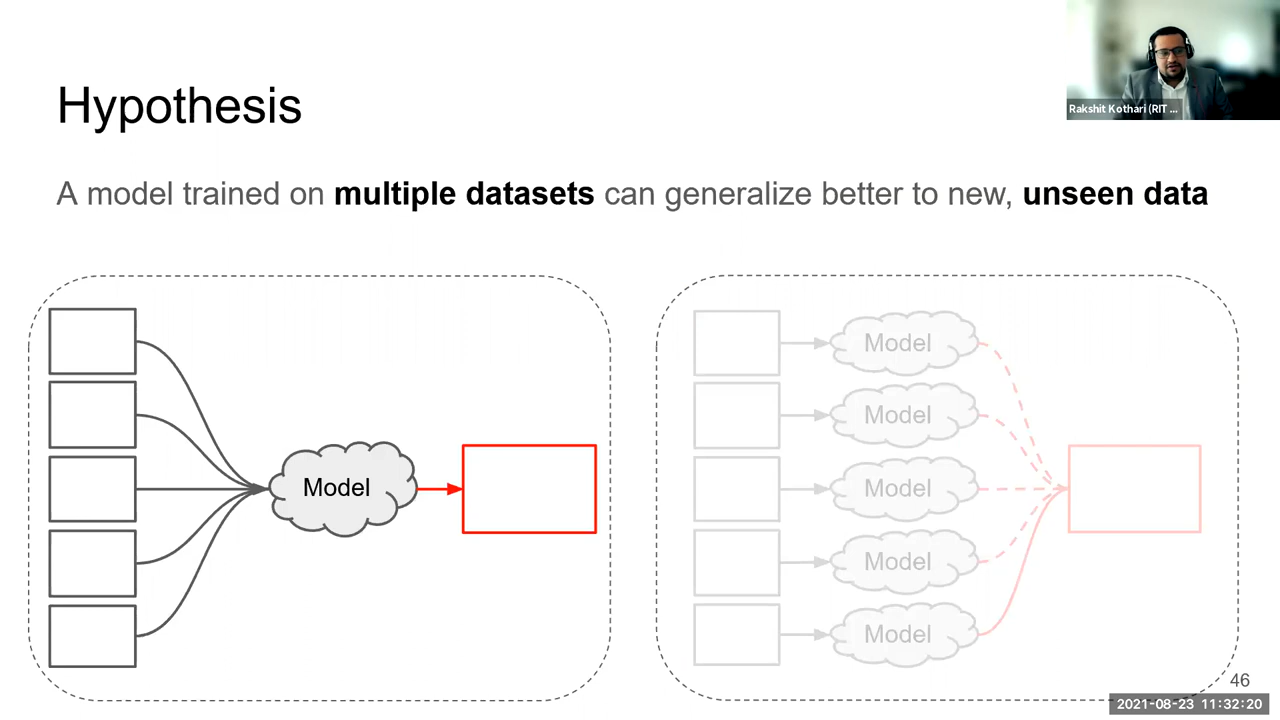 Rakshit Kothari (RIT ...
Hypothesis
A model trained on multiple datasets can generalize better to new, unseen data
Model
Model
Model
Model
Model
Model
46
2021-08-23 11:32:20